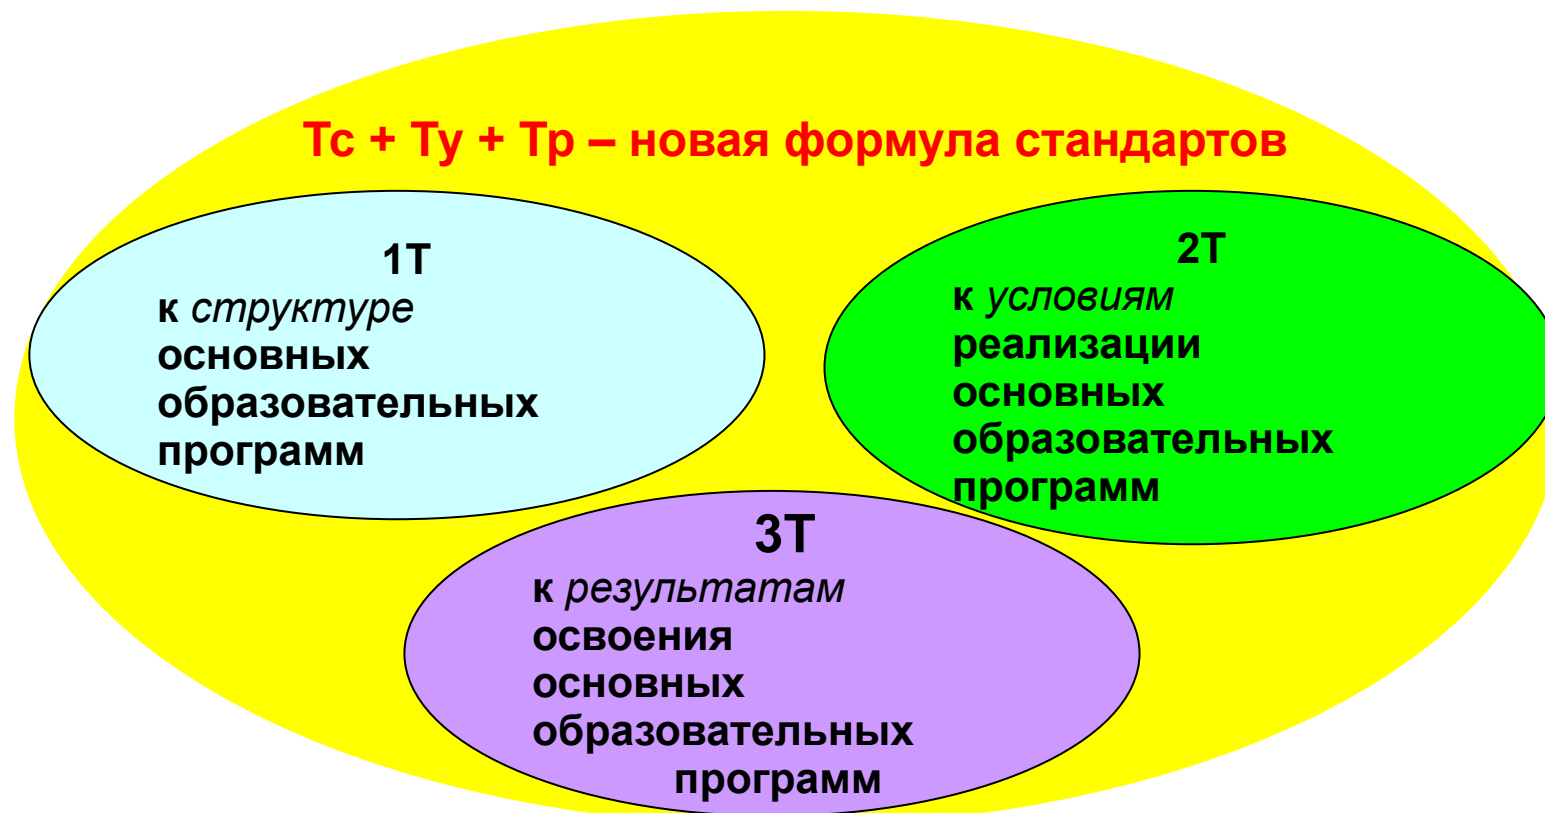 Тс + Ту + Тр – новая формула стандартов
1Т
к структуре
основных
образовательных
программ
2Т
к условиям
реализации
основных
образовательных
программ
3Т
к результатам
освоения
основных
образовательных
программ